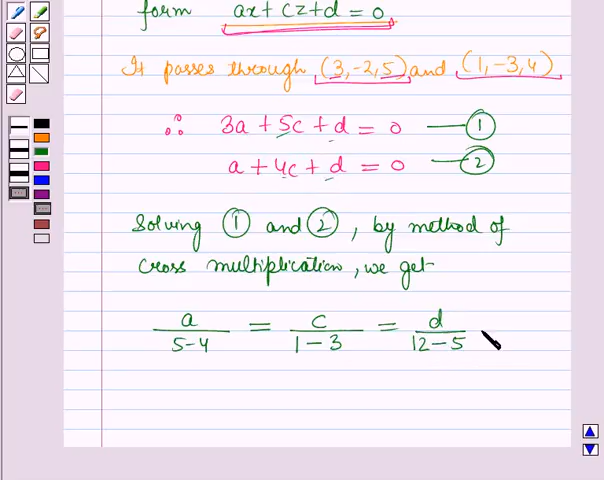 form ax + cz + d = 0
It passes through (3, -2, 5) and (1, -3, 4)
∴ 3a + 5c + d = 0 — ①
a + 4c + d = 0 — ②
Solving ① and ②, by method of
cross multiplication, we get
a/(5-4) = c/(1-3) = d/(12-5)